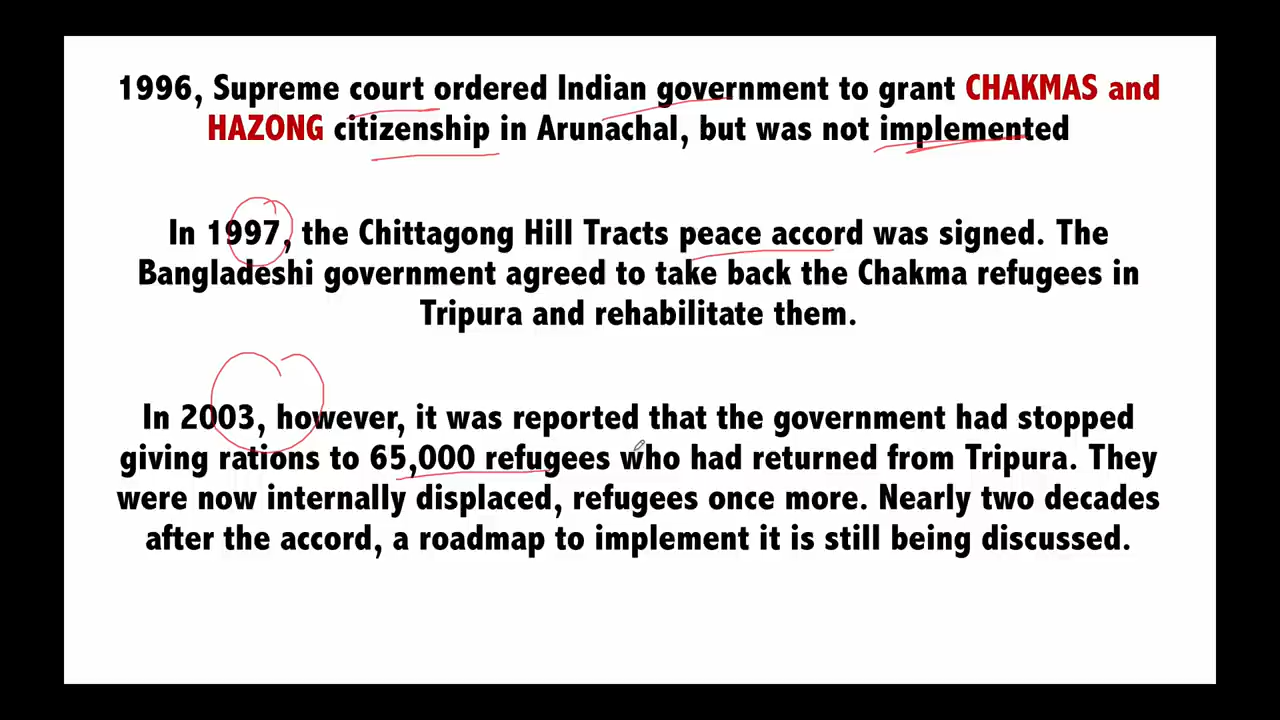 1996, Supreme court ordered Indian government to grant CHAKMAS and
HAZONG citizenship in Arunachal, but was not implemented
In 1997, the Chittagong Hill Tracts peace accord was signed. The
Bangladeshi government agreed to take back the Chakma refugees in
Tripura and rehabilitate them.
In 2003, however, it was reported that the government had stopped
giving rations to 65,000 refugees who had returned from Tripura. They
were now internally displaced, refugees once more. Nearly two decades
after the accord, a roadmap to implement it is still being discussed.